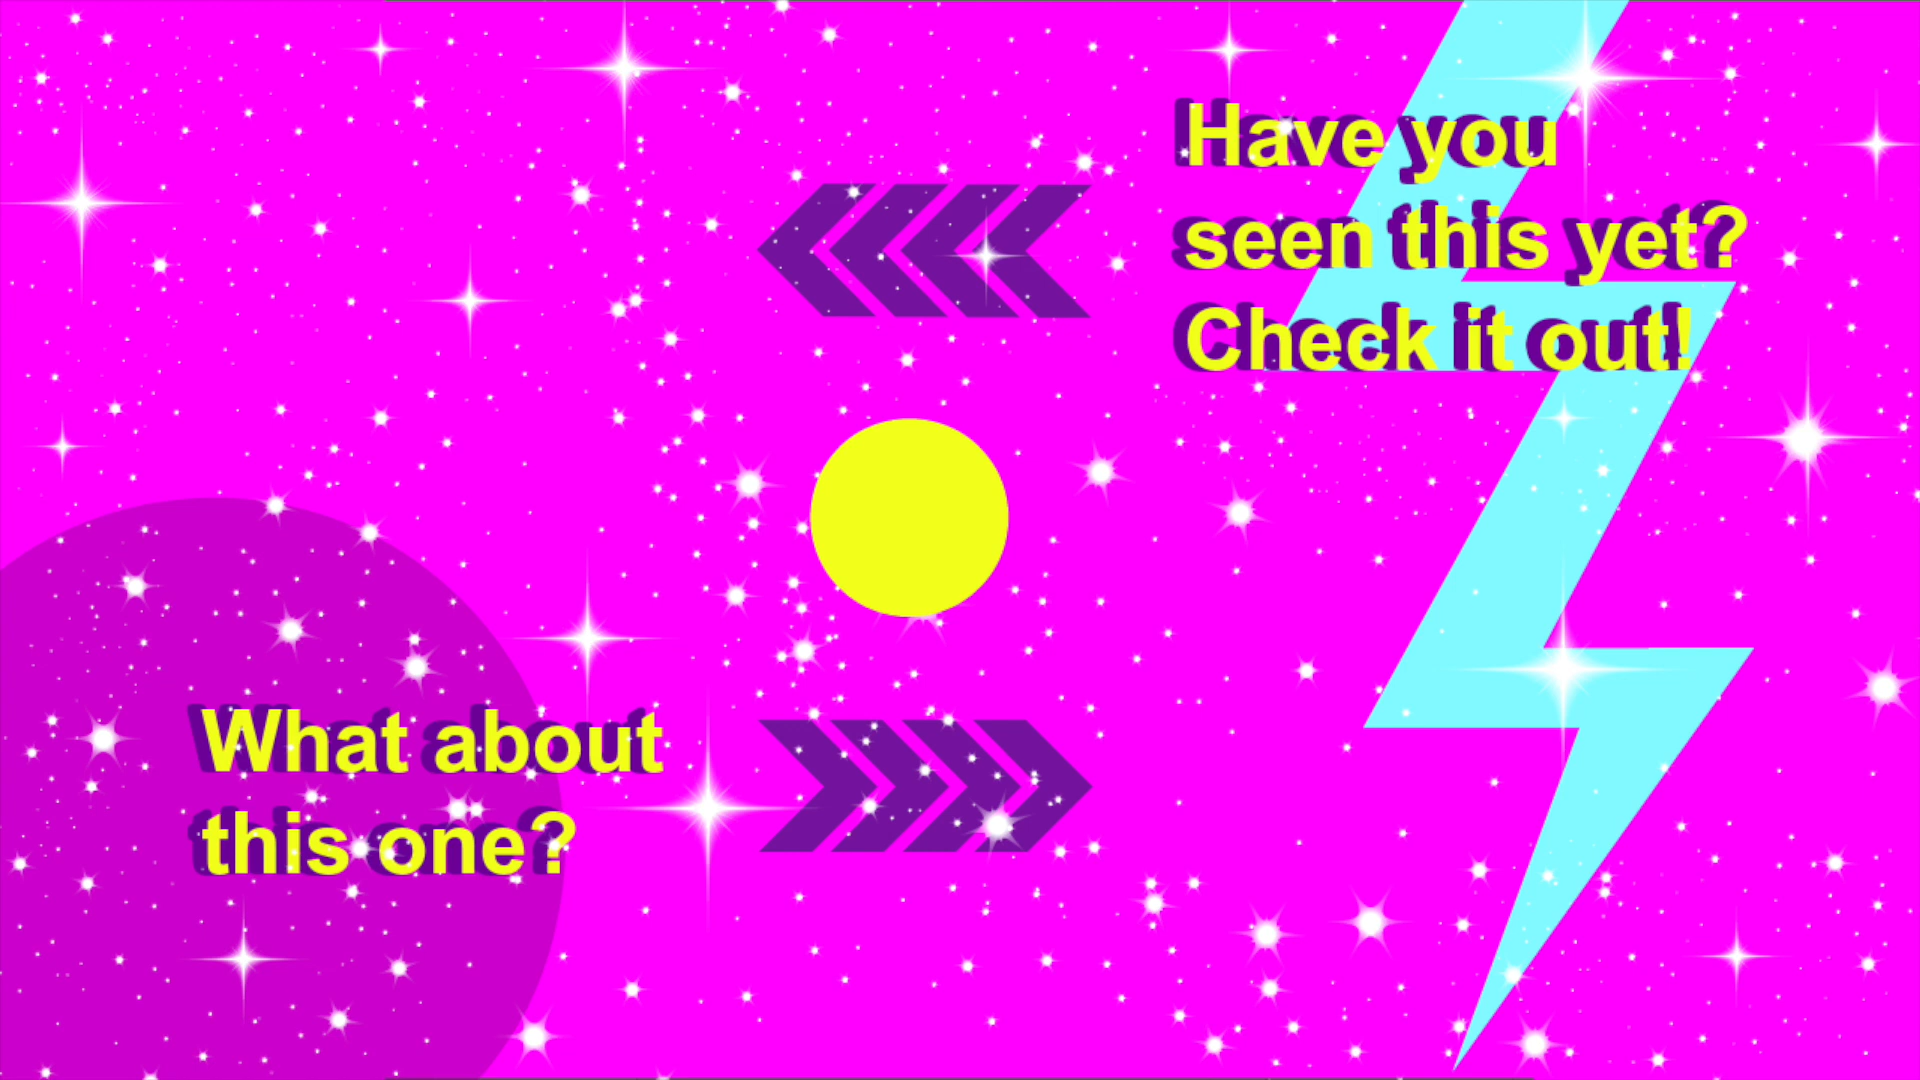 Have you
seen this yet?
Check it out!
What about
this one?